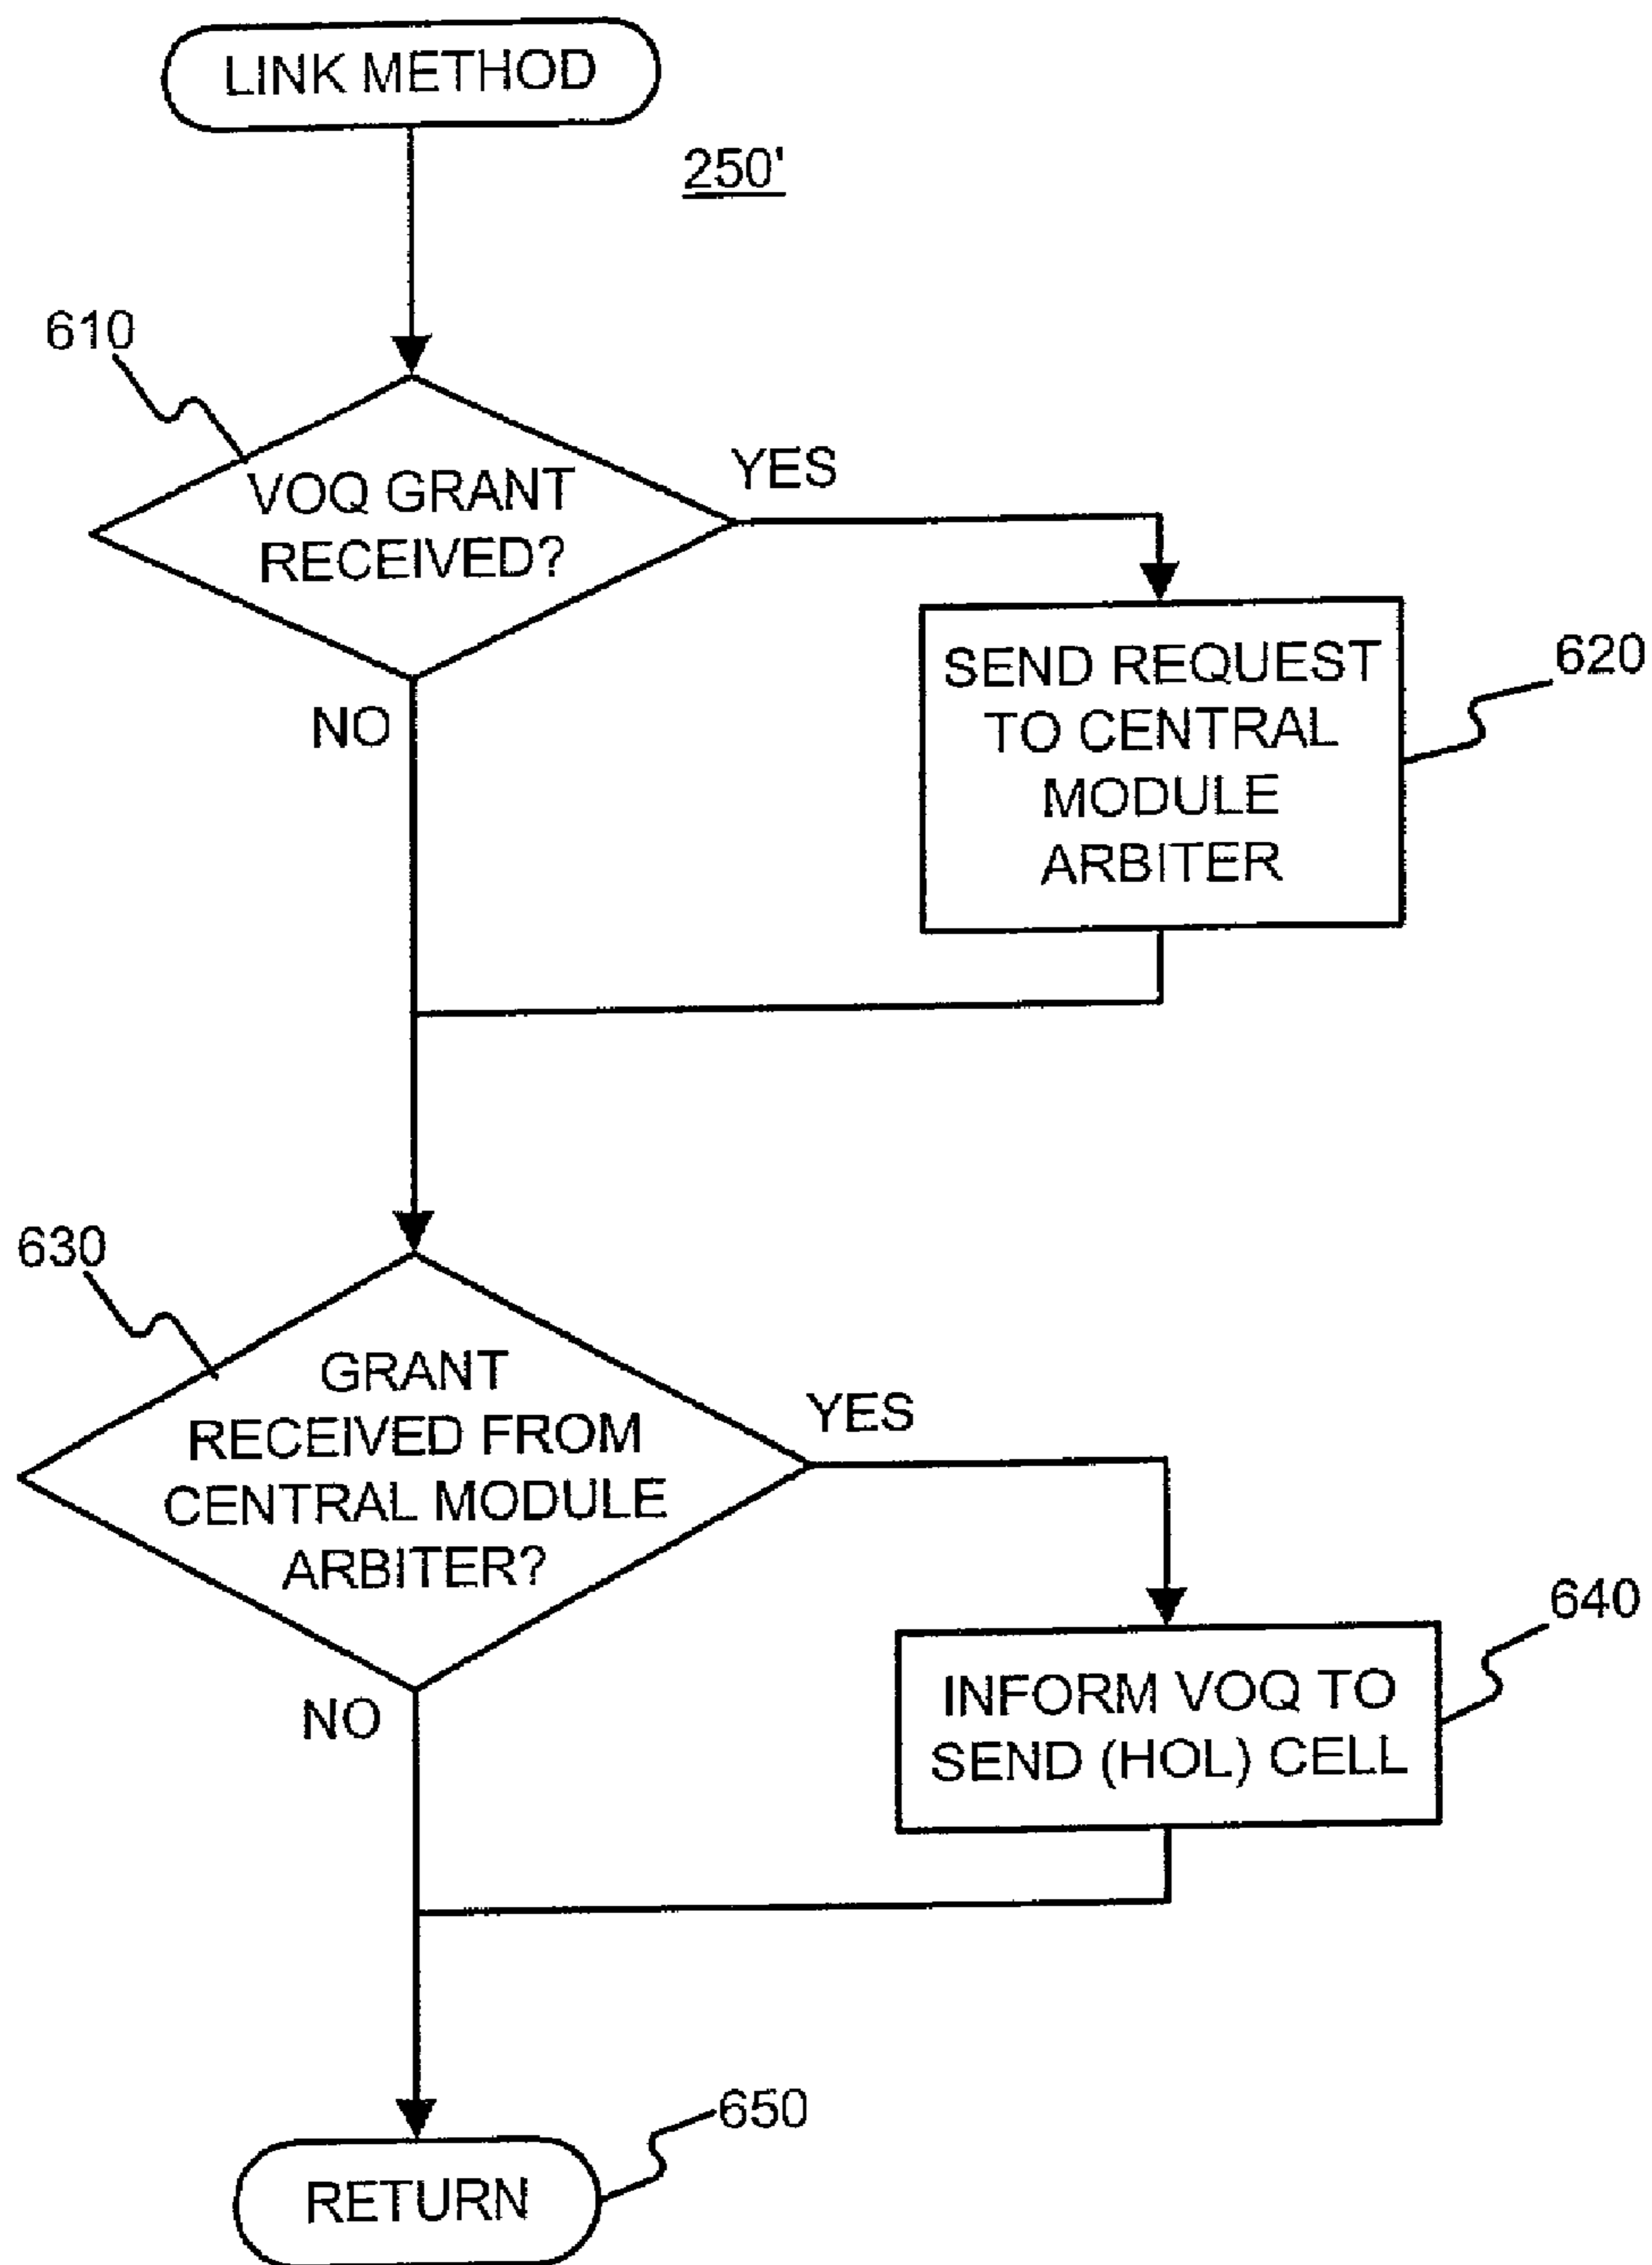 LINK METHOD
250'
610
VOQ GRANT
RECEIVED?
YES
NO
SEND REQUEST
TO CENTRAL
MODULE
ARBITER
620
630
GRANT
RECEIVED FROM
CENTRAL MODULE
ARBITER?
YES
NO
INFORM VOQ TO
SEND (HOL) CELL
640
650
RETURN